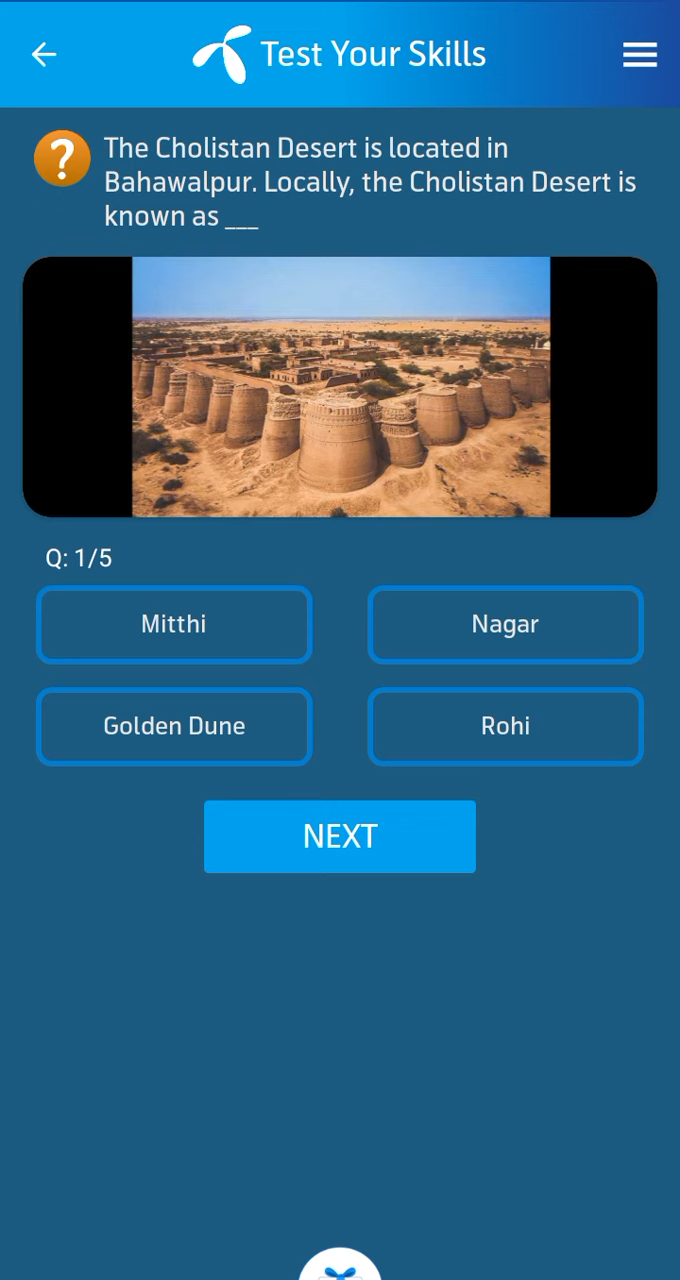 Test Your Skills
The Cholistan Desert is located in
Bahawalpur. Locally, the Cholistan Desert is
known as ___
Q: 1/5
Mitthi
Nagar
Golden Dune
Rohi
NEXT